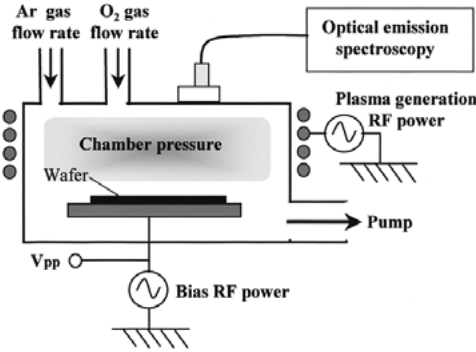 Ar gas
flow rate
O2 gas
flow rate
Optical emission
spectroscopy
Plasma generation
RF power
Chamber pressure
Wafer
Pump
Vpp
Bias RF power